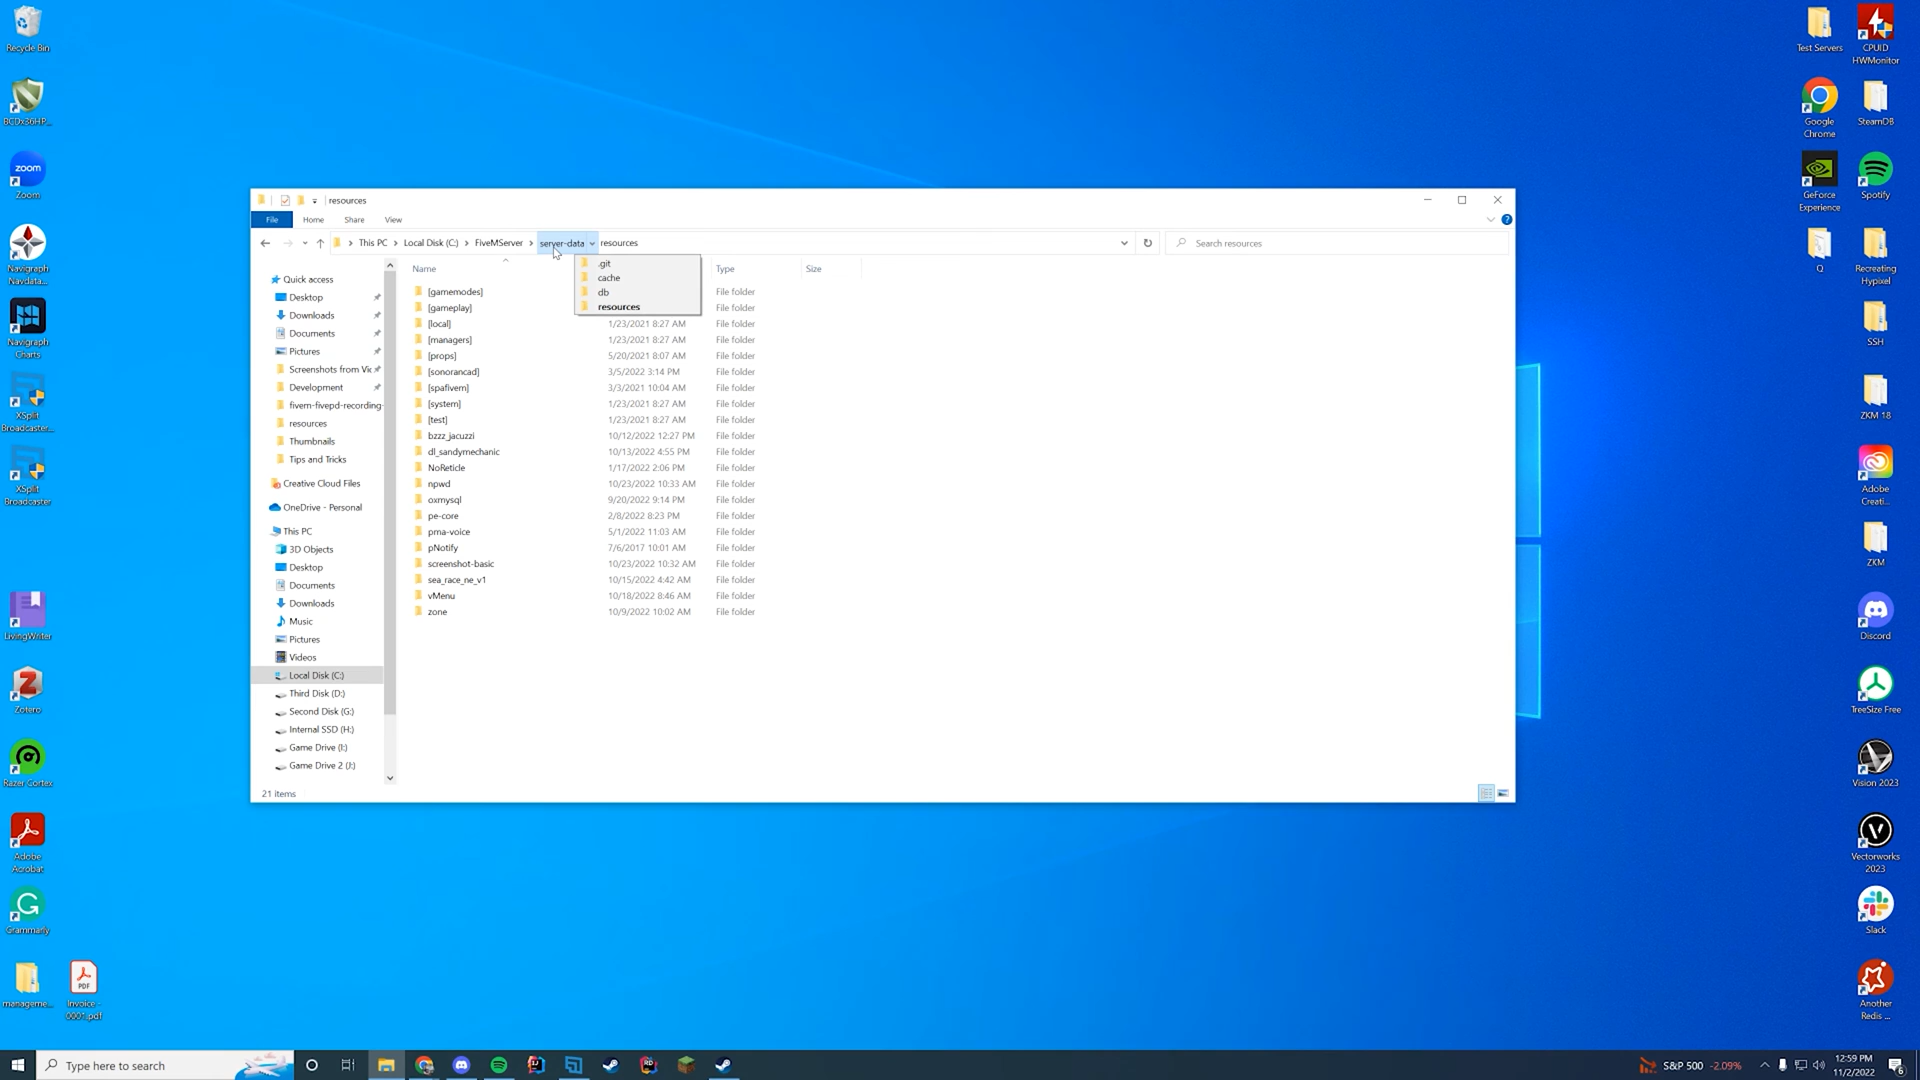 Recycle Bin
Zoom
Navigraph
Navdata...
Navigraph
Charts
XSplit
Broadcaster...
XSplit
Broadcaster
LivingWriter
Zotero
Razer Cortex
Adobe
Acrobat
Grammarly
manageme...
Invoice -
0001.pdf
Test Servers
CPUID
HWMonitor
Google
Chrome
SteamDB
GeForce
Experience
Spotify
Q
Recreating
Hypixel
SSH
ZKM 18
Adobe
Creati...
ZKM
Discord
TreeSize Free
Vision 2023
Vectorworks
2023
Slack
Another
Redis ...
resources
File Home Share View
This PC Local Disk (C:) FiveMServer server-data resources
Search resources
.git
cache
db
resources
Name Type Size
[gamemodes] File folder
[gameplay] File folder
[local] 1/23/2021 8:27 AM File folder
[managers] 1/23/2021 8:27 AM File folder
[props] 5/20/2021 8:07 AM File folder
[sonorancad] 3/5/2022 3:14 PM File folder
[spafivem] 3/3/2021 10:04 AM File folder
[system] 1/23/2021 8:27 AM File folder
[test] 1/23/2021 8:27 AM File folder
bzzz_jacuzzi 10/12/2022 12:27 PM File folder
dl_sandymechanic 10/13/2022 4:55 PM File folder
NoReticle 1/17/2022 2:06 PM File folder
npwd 10/23/2022 10:33 AM File folder
oxmysql 9/20/2022 9:14 PM File folder
pe-core 2/8/2022 8:23 PM File folder
pma-voice 5/1/2022 11:03 AM File folder
pNotify 7/6/2017 10:01 AM File folder
screenshot-basic 10/23/2022 10:32 AM File folder
sea_race_ne_v1 10/15/2022 4:42 AM File folder
vMenu 10/18/2022 8:46 AM File folder
zone 10/9/2022 10:02 AM File folder
Quick access
Desktop
Downloads
Documents
Pictures
Screenshots from Vic
Development
fivem-fivepd-recording-
resources
Thumbnails
Tips and Tricks
Creative Cloud Files
OneDrive - Personal
This PC
3D Objects
Desktop
Documents
Downloads
Music
Pictures
Videos
Local Disk (C:)
Third Disk (D:)
Second Disk (G:)
Internal SSD (H:)
Game Drive (I:)
Game Drive 2 (J:)
21 items
Type here to search
S&P 500 -2.09%
12:59 PM
11/2/2022
6